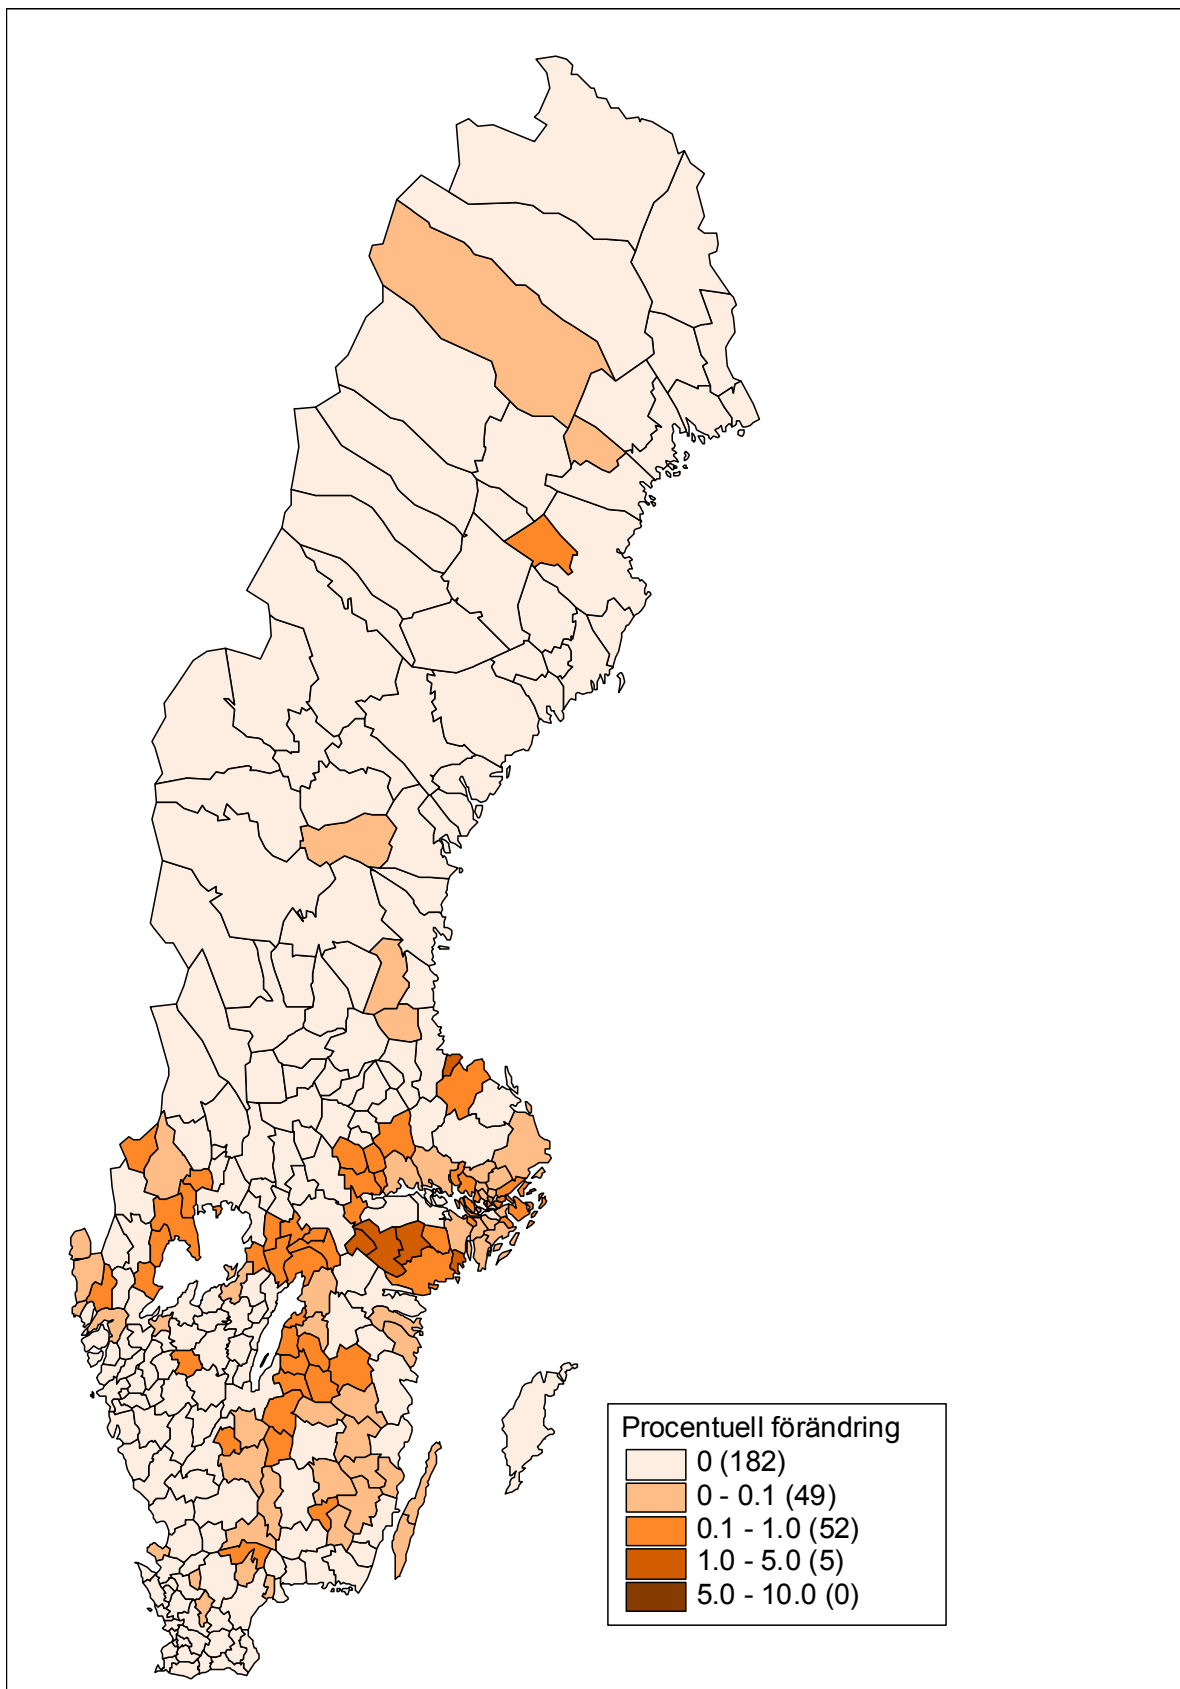 Procentuell förändring
0 (182)
0 - 0.1 (49)
0.1 - 1.0 (52)
1.0 - 5.0 (5)
5.0 - 10.0 (0)